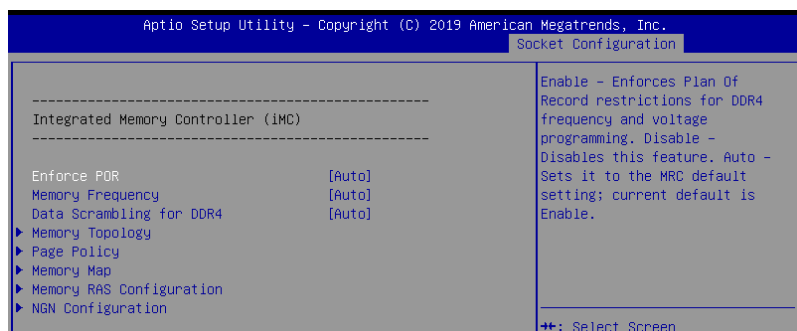 Aptio Setup Utility – Copyright (C) 2019 American Megatrends, Inc.
Socket Configuration
Integrated Memory Controller (iMC)
Enforce POR [Auto]
Memory Frequency [Auto]
Data Scrambling for DDR4 [Auto]
Memory Topology
Page Policy
Memory Map
Memory RAS Configuration
NGN Configuration
Enable – Enforces Plan Of
Record restrictions for DDR4
frequency and voltage
programming. Disable –
Disables this feature. Auto –
Sets it to the MRC default
setting; current default is
Enable.
→←: Select Screen